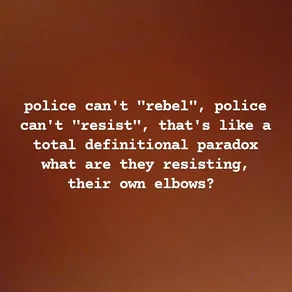 police can't "rebel", police
can't "resist", that's like a
total definitional paradox
what are they resisting,
their own elbows?